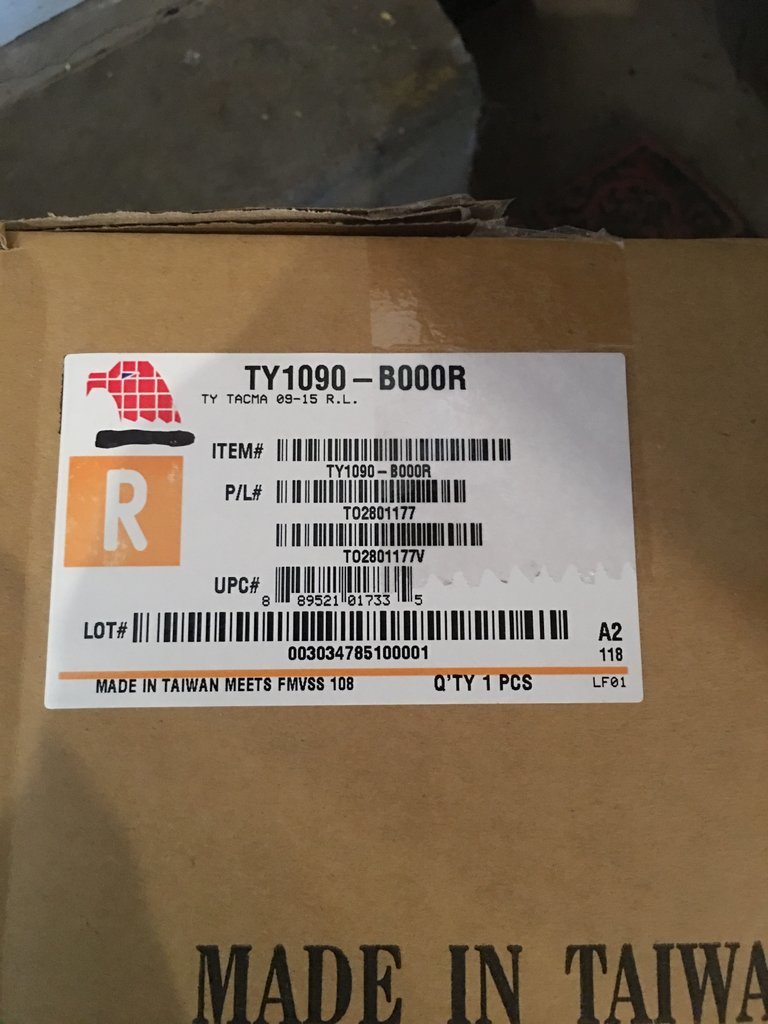 TY1090-B000R
TY TACMA 09-15 R.L.
R
ITEM#
TY1090-B000R
P/L#
TO2801177
TO2801177V
UPC#
8 89521 01733 5
LOT#
003034785100001
A2
118
MADE IN TAIWAN MEETS FMVSS 108 Q'TY 1 PCS LF01
MADE IN TAIWA